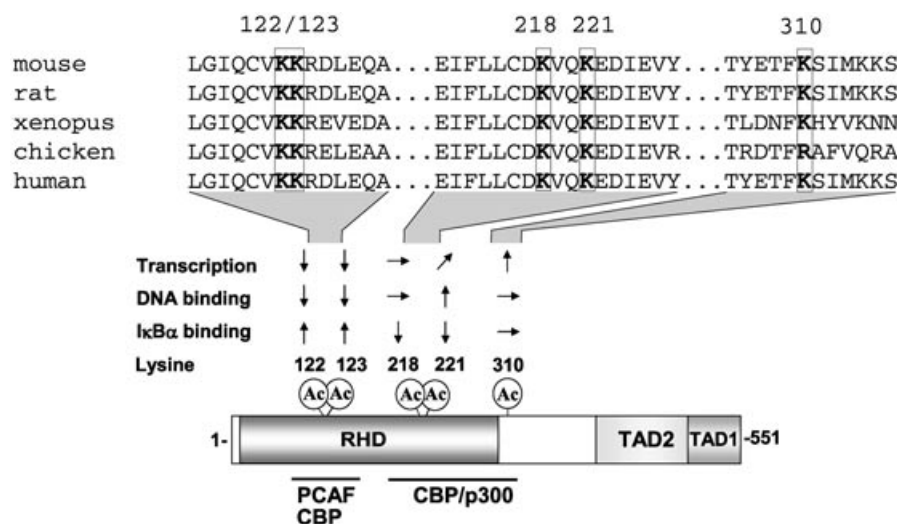 122/123 218 221 310
mouse LGIQCVKKRDLEQA...EIFLLCDKVQKEDIEVY...TYETFKSIMKKS
rat LGIQCVKKRDLEQA...EIFLLCDKVQKEDIEVY...TYETFKSIMKKS
xenopus LGIQCVKKREVEDA...EIFLLCDKVQKEDIEVI...TLDNFKHYVKNN
chicken LGIQCVKKRELEAA...EIFLLCDKVQKEDIEVR...TRDTFRAFVQRA
human LGIQCVKKRDLEQA...EIFLLCDKVQKEDIEVY...TYETFKSIMKKS
Transcription ↓ ↓ → ↗ ↑
DNA binding ↓ ↓ → ↑ →
IκBα binding ↑ ↑ ↓ ↓ →
Lysine 122 123 218 221 310
Ac Ac Ac Ac Ac
1- RHD TAD2 TAD1 -551
PCAF CBP/p300
CBP